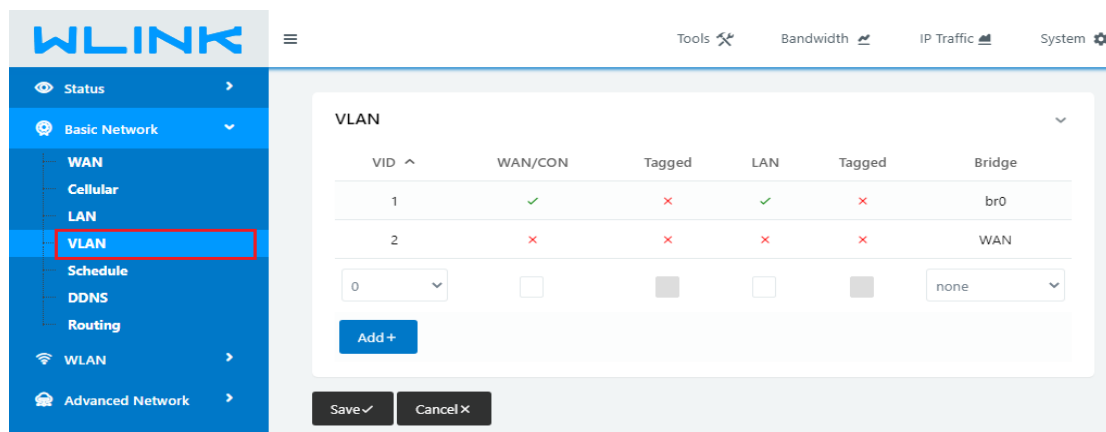 WLINK
Tools Bandwidth IP Traffic System
Status
Basic Network
WAN
Cellular
LAN
VLAN
Schedule
DDNS
Routing
WLAN
Advanced Network
VLAN
VID WAN/CON Tagged LAN Tagged Bridge
1 br0
2 WAN
0 none
Add+
Save Cancel